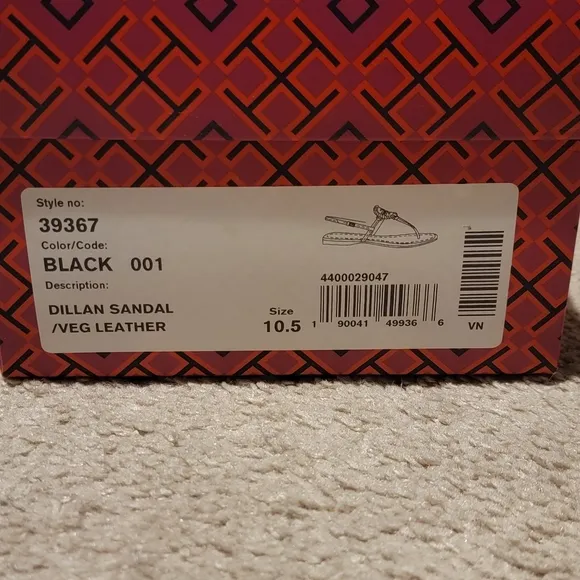 Style no:
39367
Color/Code:
BLACK 001
Description:
DILLAN SANDAL
/VEG LEATHER
Size
10.5
4400029047
1 90041 49936 6
VN